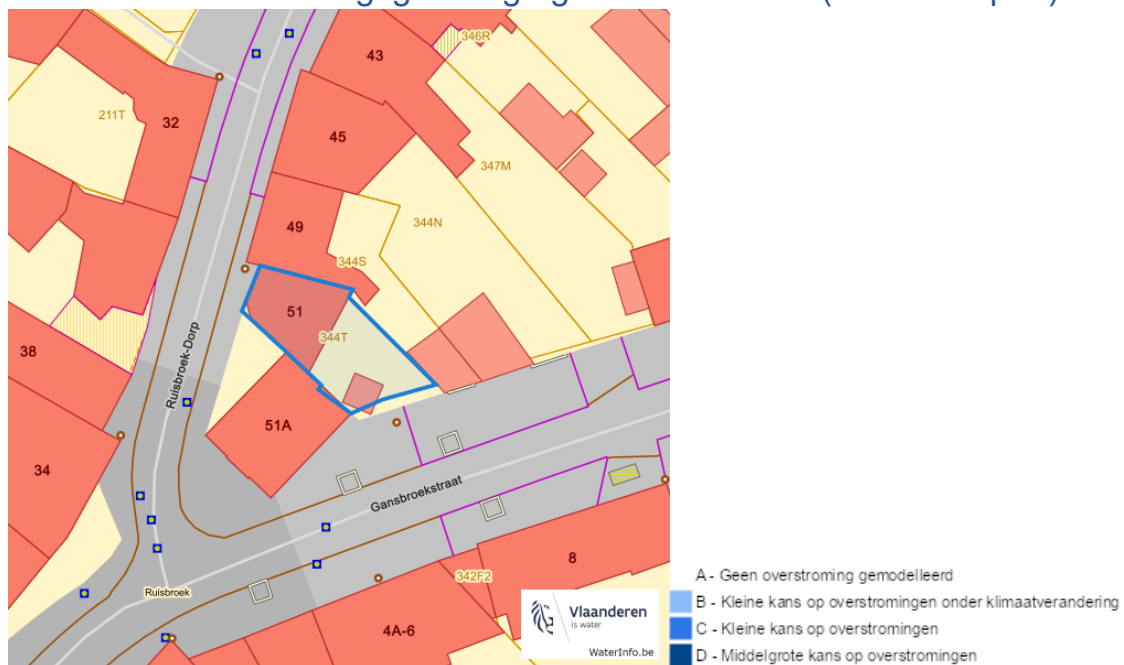 346R
43
211T
32
45
347M
49
344N
344S
51
344T
38
Ruisbroek-Dorp
51A
34
Gansbroekstraat
8
342F2
Ruisbroek
4A-6
Vlaanderen
is water
WaterInfo.be
A - Geen overstroming gemodelleerd
B - Kleine kans op overstromingen onder klimaatverandering
C - Kleine kans op overstromingen
D - Middelgrote kans op overstromingen